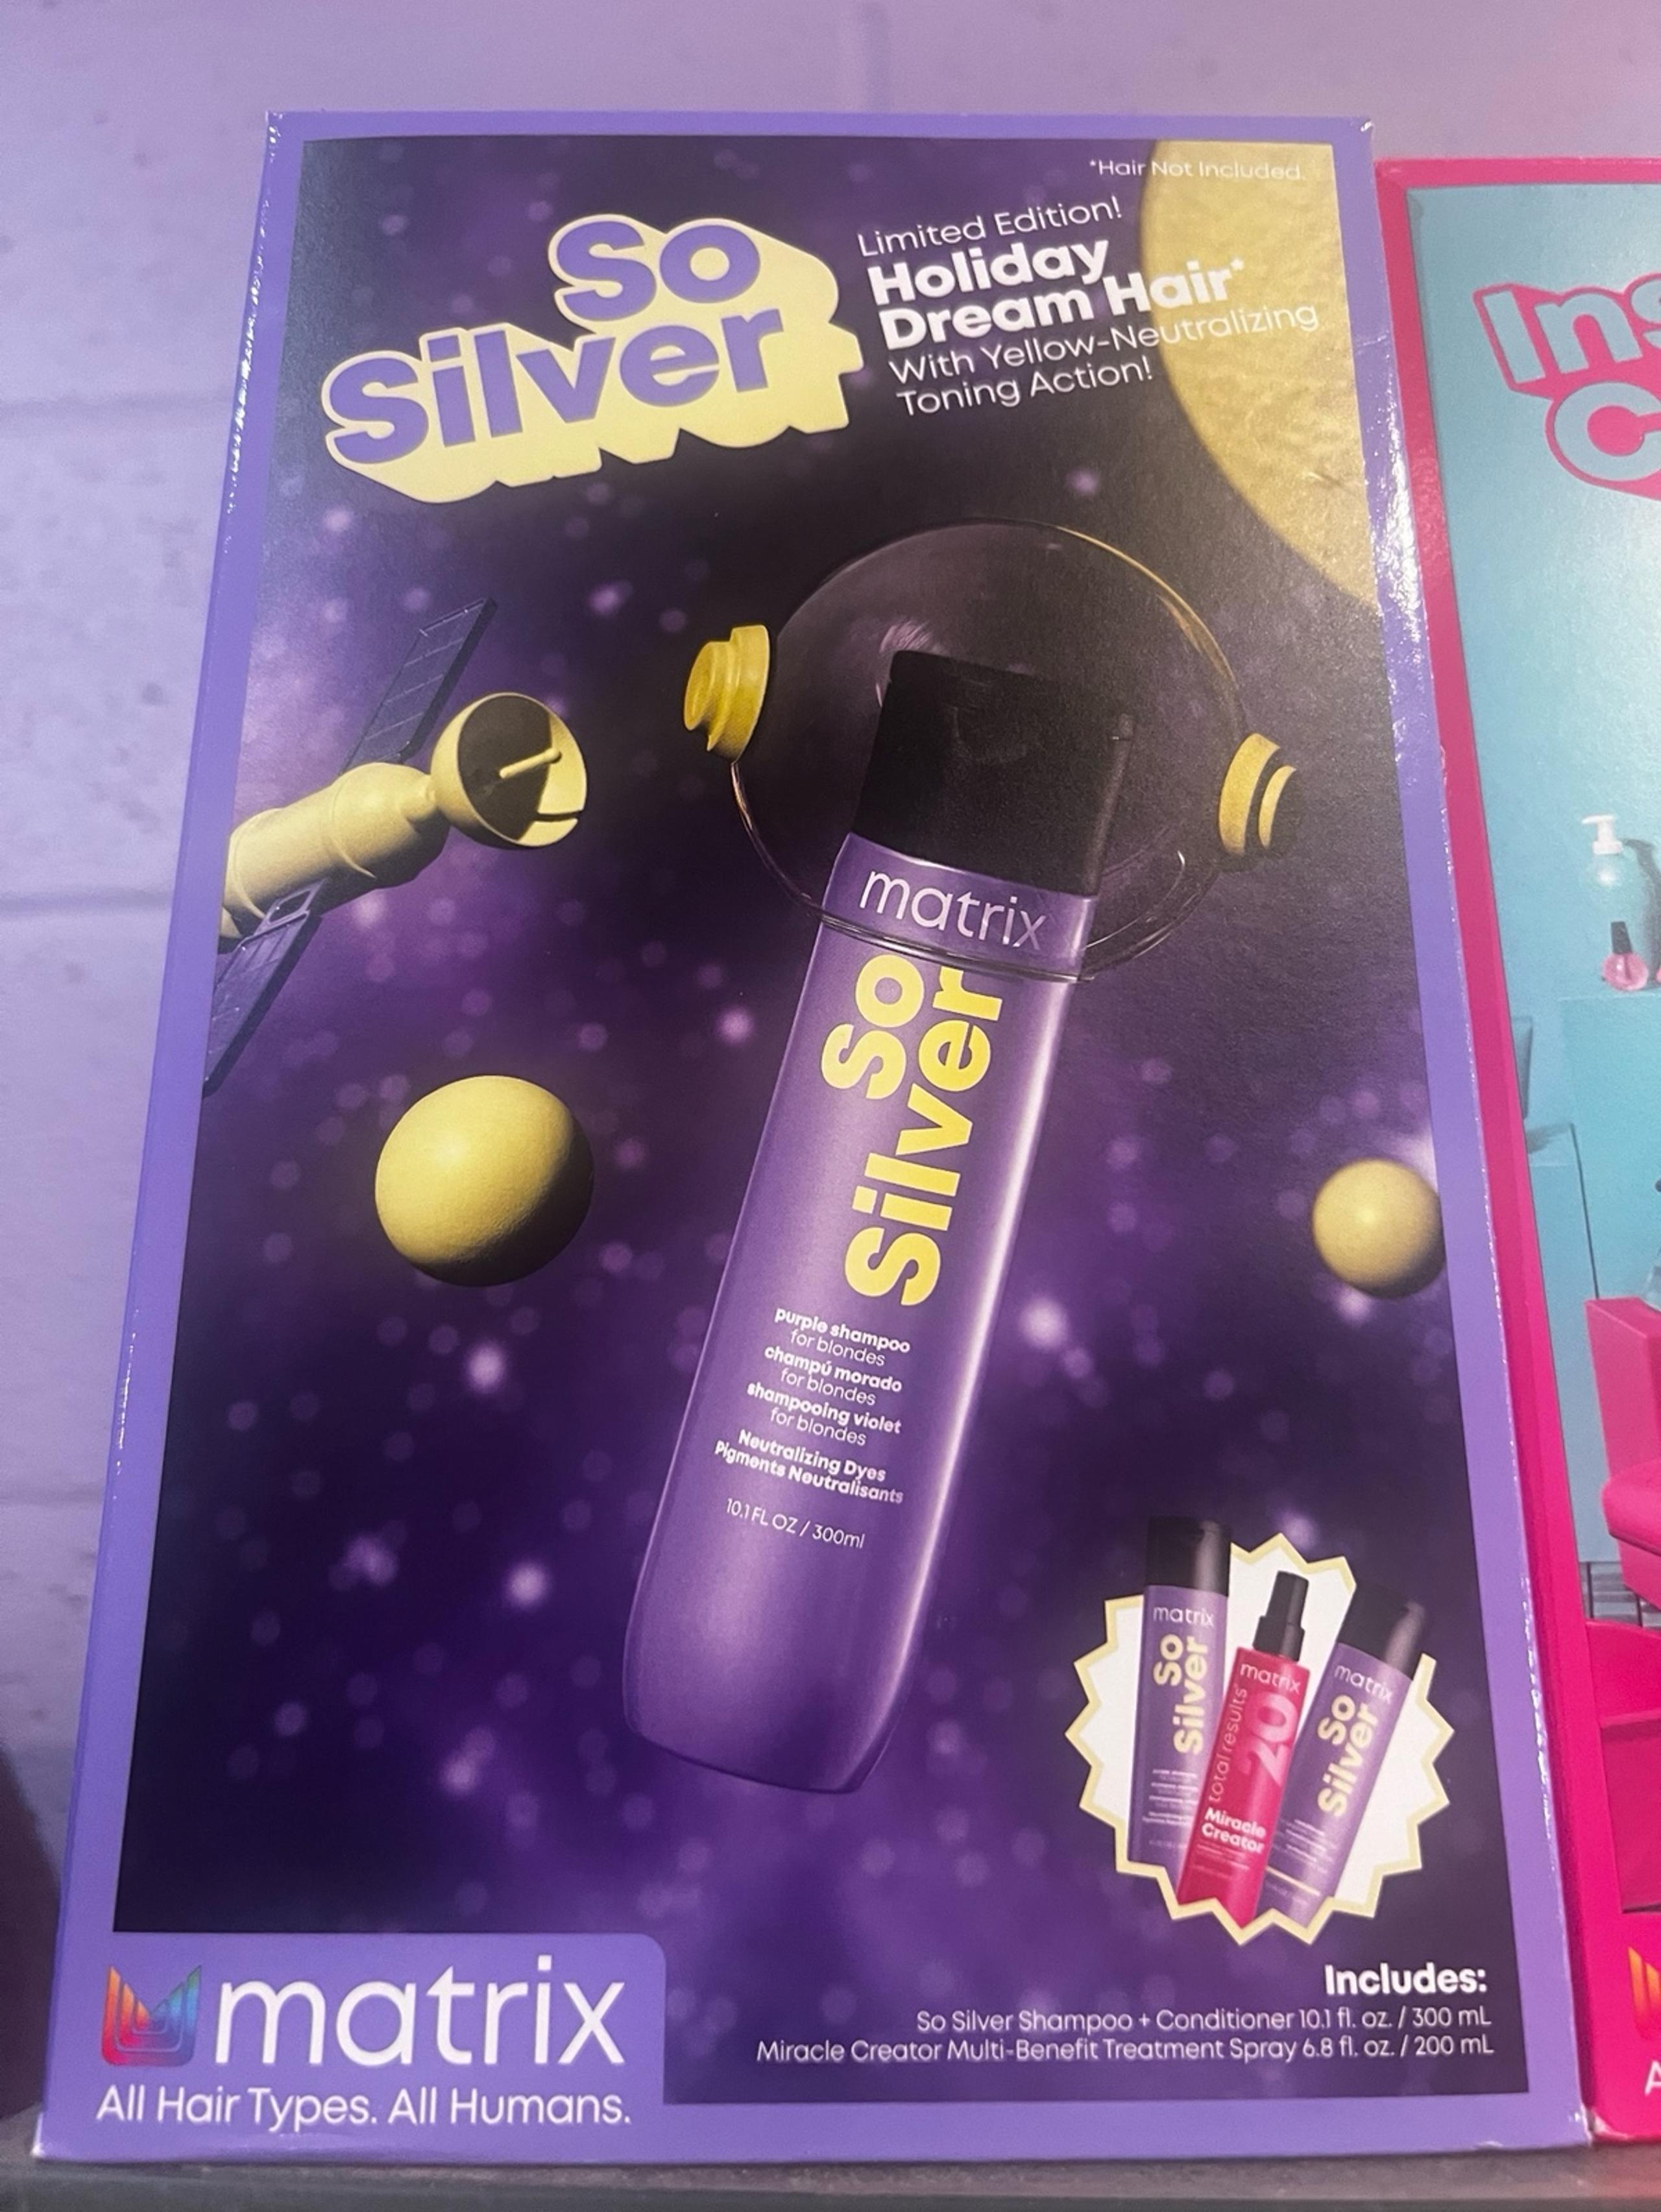 *Hair Not Included.
So
Silver
Limited Edition!
Holiday
Dream Hair*
With Yellow-Neutralizing
Toning Action!
matrix
So
Silver
purple shampoo
for blondes
champú morado
for blondes
shampooing violet
for blondes
Neutralizing Dyes
Pigments Neutralisants
10.1 FL OZ / 300ml
matrix
So
Silver
matrix
total results
20
Miracle
Creator
matrix
So
Silver
Includes:
So Silver Shampoo + Conditioner 10.1 fl. oz. / 300 mL
Miracle Creator Multi-Benefit Treatment Spray 6.8 fl. oz. / 200 mL
matrix
All Hair Types. All Humans.
Ins
C
A